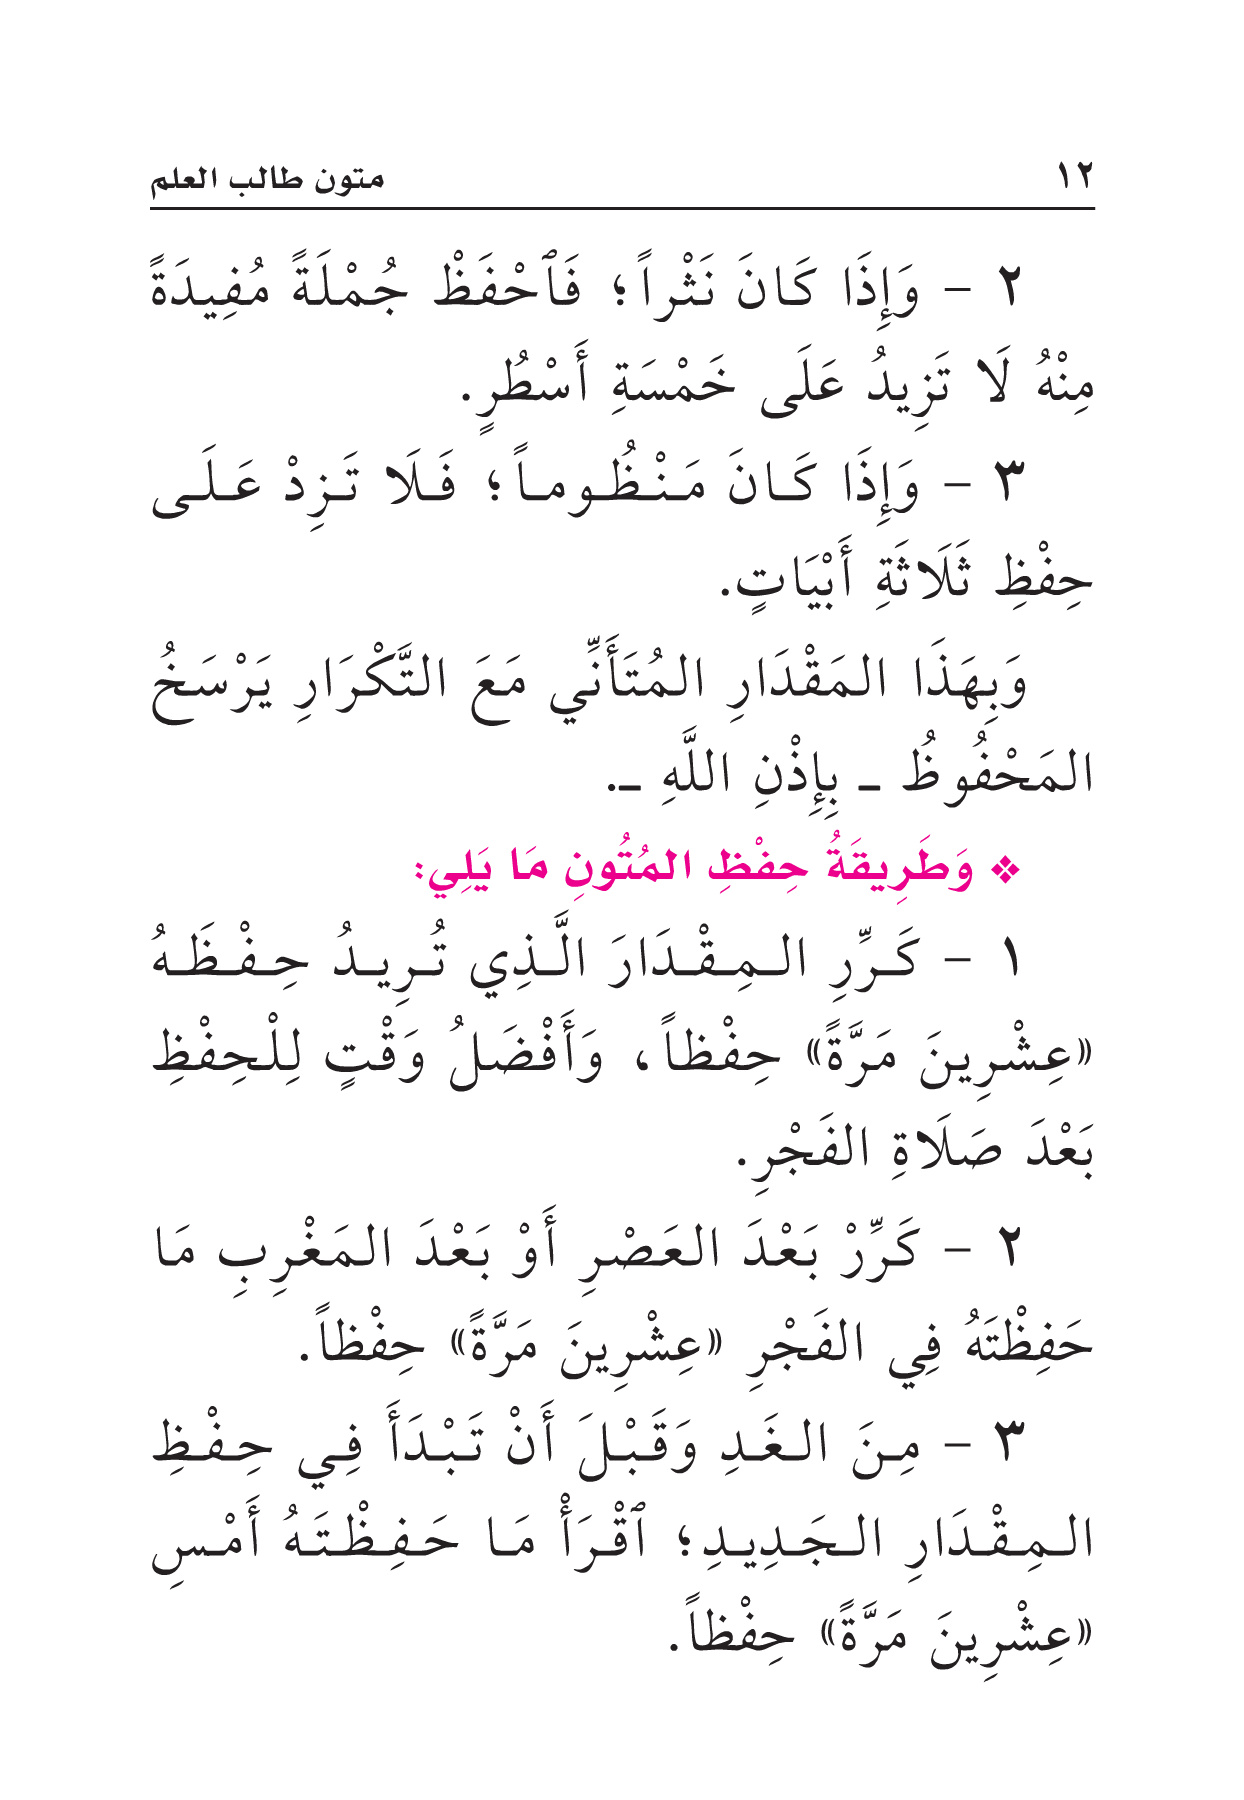 ١٢ متون طالب العلم
٢ - وَإِذَا كَانَ نَثْراً؛ فَٱحْفَظْ جُمْلَةً مُفِيدَةً
مِنْهُ لَا تَزِيدُ عَلَى خَمْسَةِ أَسْطُرٍ.
٣ - وَإِذَا كَانَ مَنْظُوماً؛ فَلَا تَزِدْ عَلَى
حِفْظِ ثَلَاثَةِ أَبْيَاتٍ.
وَبِهَذَا المَقْدَارِ المُتَأَنِّي مَعَ التَّكْرَارِ يَرْسَخُ
المَحْفُوظُ ـ بِإِذْنِ اللَّهِ ـ.
❖ وَطَرِيقَةُ حِفْظِ المُتُونِ مَا يَلِي:
١ - كَرِّرِ المِقْدَارَ الَّذِي تُرِيدُ حِفْظَهُ
«عِشْرِينَ مَرَّةً» حِفْظاً، وَأَفْضَلُ وَقْتٍ لِلْحِفْظِ
بَعْدَ صَلَاةِ الفَجْرِ.
٢ - كَرِّرْ بَعْدَ العَصْرِ أَوْ بَعْدَ المَغْرِبِ مَا
حَفِظْتَهُ فِي الفَجْرِ «عِشْرِينَ مَرَّةً» حِفْظاً.
٣ - مِنَ الغَدِ وَقَبْلَ أَنْ تَبْدَأَ فِي حِفْظِ
المِقْدَارِ الجَدِيدِ؛ ٱقْرَأْ مَا حَفِظْتَهُ أَمْسِ
«عِشْرِينَ مَرَّةً» حِفْظاً.